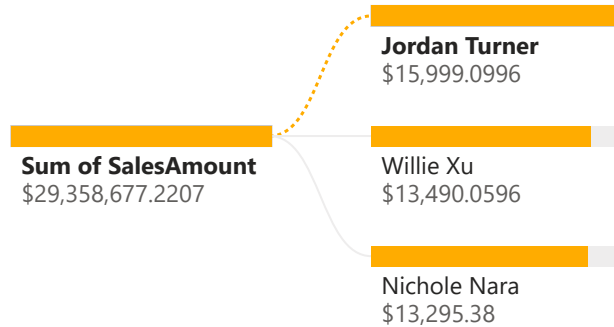 Jordan Turner
$15,999.0996
Sum of SalesAmount
$29,358,677.2207
Willie Xu
$13,490.0596
Nichole Nara
$13,295.38